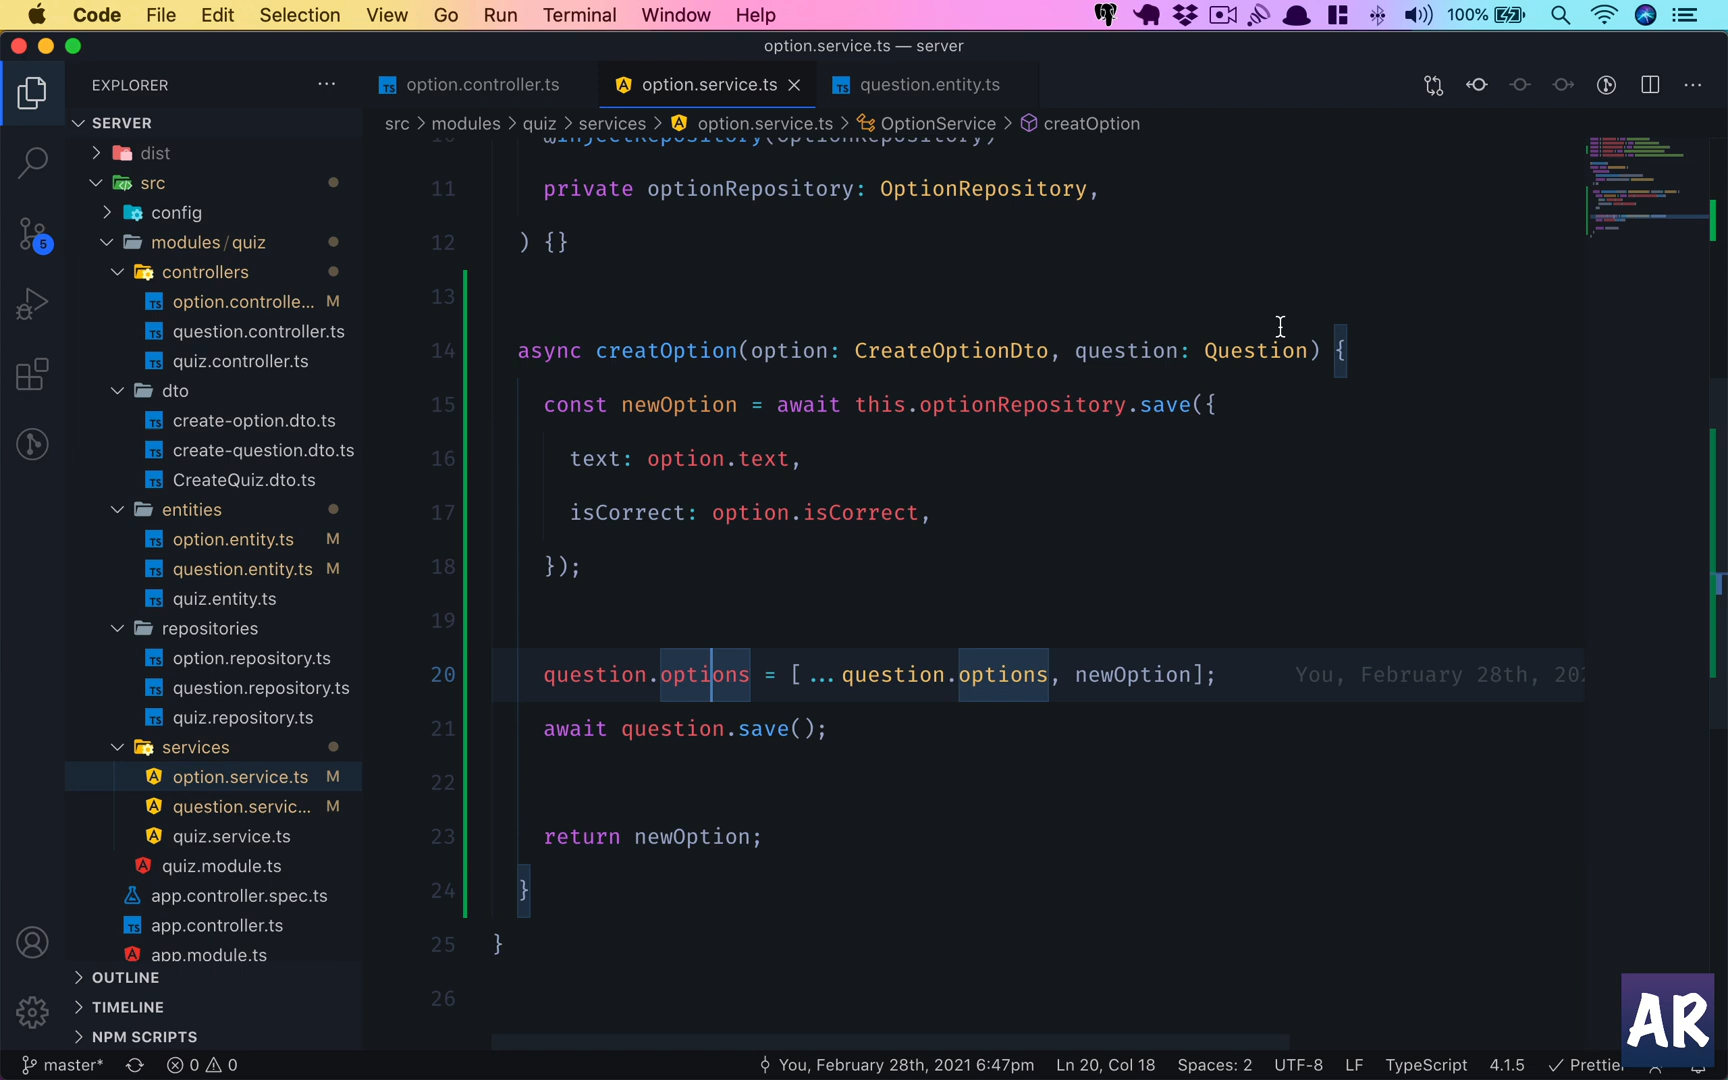 Code File Edit Selection View Go Run Terminal Window Help 100%
option.service.ts — server
EXPLORER
SERVER
dist
src
config
modules/quiz
controllers
option.controlle... M
question.controller.ts
quiz.controller.ts
dto
create-option.dto.ts
create-question.dto.ts
CreateQuiz.dto.ts
entities
option.entity.ts M
question.entity.ts M
quiz.entity.ts
repositories
option.repository.ts
question.repository.ts
quiz.repository.ts
services
option.service.ts M
question.servic... M
quiz.service.ts
quiz.module.ts
app.controller.spec.ts
app.controller.ts
app.module.ts
OUTLINE
TIMELINE
NPM SCRIPTS
5
option.controller.ts option.service.ts question.entity.ts
src > modules > quiz > services > option.service.ts > OptionService > creatOption
10 @InjectRepository(OptionRepository)
11 private optionRepository: OptionRepository,
12 ) {}
13
14 async creatOption(option: CreateOptionDto, question: Question) {
15 const newOption = await this.optionRepository.save({
16 text: option.text,
17 isCorrect: option.isCorrect,
18 });
19
20 question.options = [...question.options, newOption]; You, February 28th, 202
21 await question.save();
22
23 return newOption;
24 }
25 }
26
AR
master* 0 0 You, February 28th, 2021 6:47pm Ln 20, Col 18 Spaces: 2 UTF-8 LF TypeScript 4.1.5 Prettier